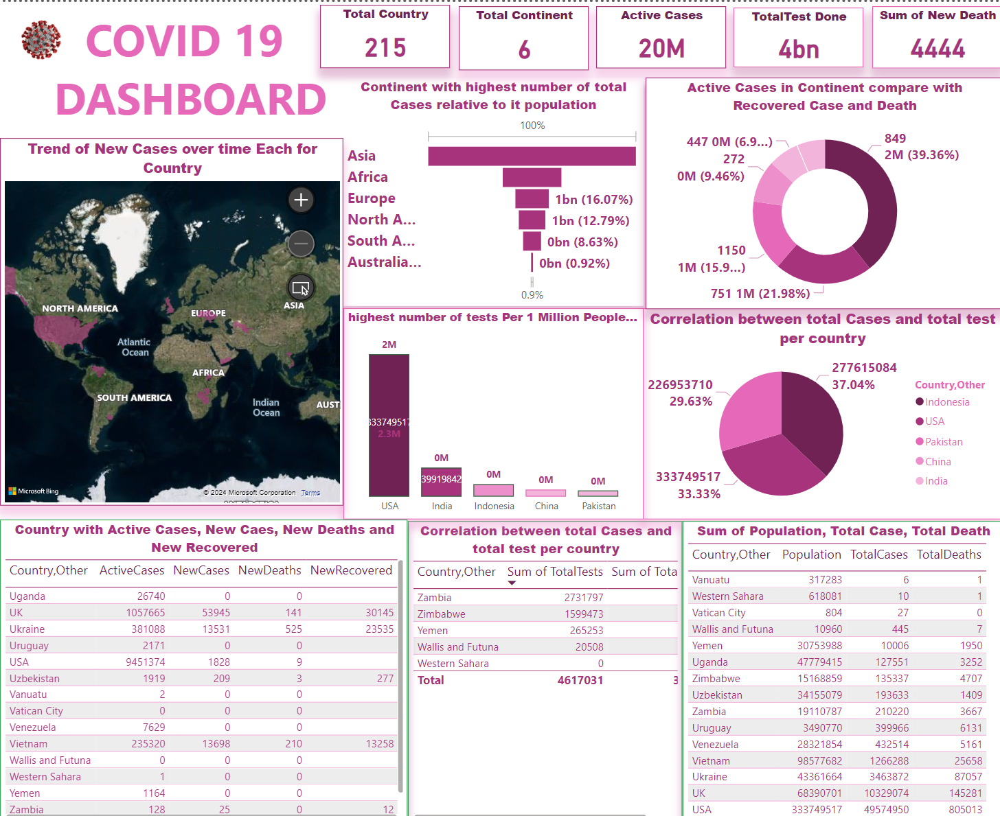 COVID 19
DASHBOARD
Total Country
215
Total Continent
6
Active Cases
20M
TotalTest Done
4bn
Sum of New Death
4444
Trend of New Cases over time Each for
Country
NORTH AMERICA
EUROPE
ASIA
Atlantic
Ocean
AFRICA
SOUTH AMERICA
Indian
Ocean
AUST
Microsoft Bing
© 2024 Microsoft Corporation Terms
Continent with highest number of total
Cases relative to it population
100%
Asia
Africa
Europe
1bn (16.07%)
North A...
1bn (12.79%)
South A...
0bn (8.63%)
Australia...
0bn (0.92%)
0.9%
Active Cases in Continent compare with
Recovered Case and Death
447 0M (6.9...)
849
2M (39.36%)
272
0M (9.46%)
1150
1M (15.9...)
751 1M (21.98%)
highest number of tests Per 1 Million People...
2M
333749517
2.3M
0M
39919842
0M
0M
0M
USA
India
Indonesia
China
Pakistan
Correlation between total Cases and total test
per country
277615084
37.04%
226953710
29.63%
333749517
33.33%
Country,Other
Indonesia
USA
Pakistan
China
India
Country with Active Cases, New Caes, New Deaths and
New Recovered
Country,Other ActiveCases NewCases NewDeaths NewRecovered
Uganda 26740 0 0
UK 1057665 53945 141 30145
Ukraine 381088 13531 525 23535
Uruguay 2171 0 0
USA 9451374 1828 9
Uzbekistan 1919 209 3 277
Vanuatu 2 0 0
Vatican City 0 0 0
Venezuela 7629 0 0
Vietnam 235320 13698 210 13258
Wallis and Futuna 0 0 0
Western Sahara 1 0 0
Yemen 1164 0 0
Zambia 128 25 0 12
Correlation between total Cases and
total test per country
Country,Other Sum of TotalTests Sum of Tota
Zambia 2731797
Zimbabwe 1599473
Yemen 265253
Wallis and Futuna 20508
Western Sahara 0
Total 4617031 3
Sum of Population, Total Case, Total Death
Country,Other Population TotalCases TotalDeaths
Vanuatu 317283 6 1
Western Sahara 618081 10 1
Vatican City 804 27 0
Wallis and Futuna 10960 445 7
Yemen 30753988 10006 1950
Uganda 47779415 127551 3252
Zimbabwe 15168859 135337 4707
Uzbekistan 34155079 193633 1409
Zambia 19110787 210220 3667
Uruguay 3490770 399966 6131
Venezuela 28321854 432514 5161
Vietnam 98577682 1266288 25658
Ukraine 43361664 3463872 87057
UK 68390701 10329074 145281
USA 333749517 49574950 805013